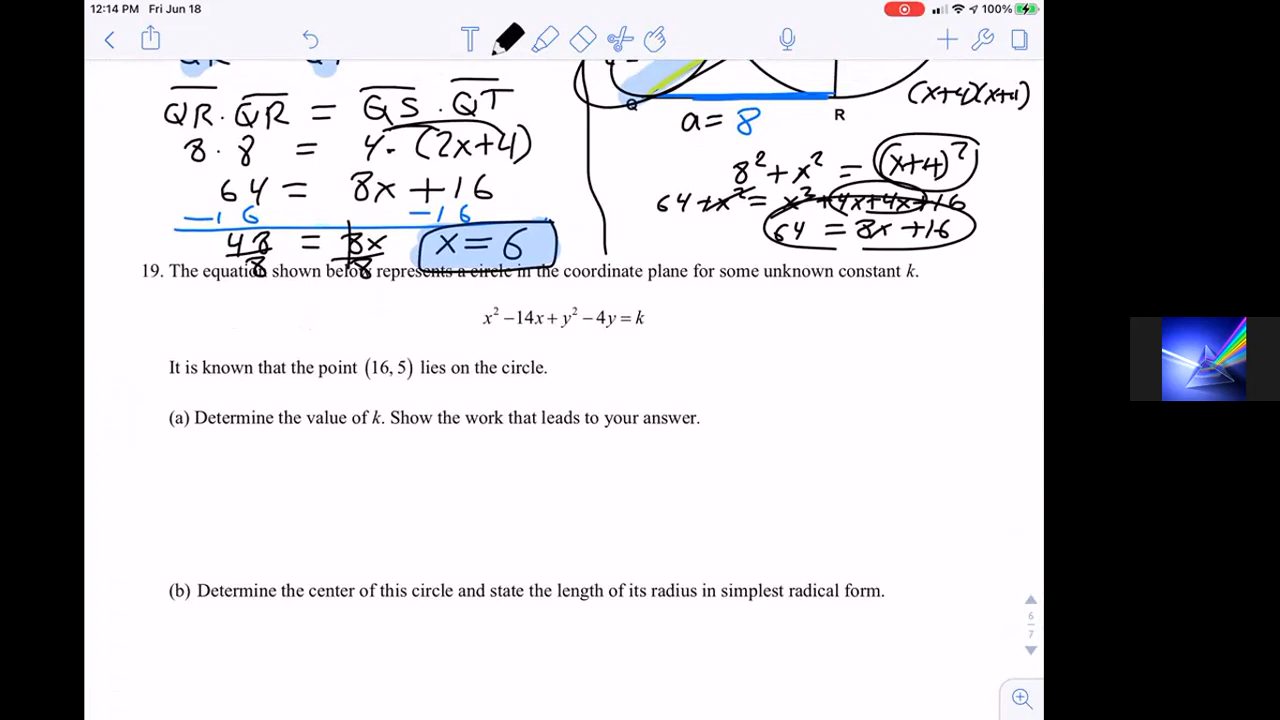 12:14 PM Fri Jun 18
100%
QR · QR = QS · QT
(x+4)(x+4)
Q
R
a = 8
8 · 8 = 4 · (2x+4)
8² + x² = (x+4)²
64 = 8x + 16
64 + x² = x² + 4x + 4x + 16
-16 -16
64 = 8x + 16
48 = 8x x = 6
8 8
19. The equation shown below represents a circle in the coordinate plane for some unknown constant k.
x² – 14x + y² – 4y = k
It is known that the point (16, 5) lies on the circle.
(a) Determine the value of k. Show the work that leads to your answer.
(b) Determine the center of this circle and state the length of its radius in simplest radical form.
6
7